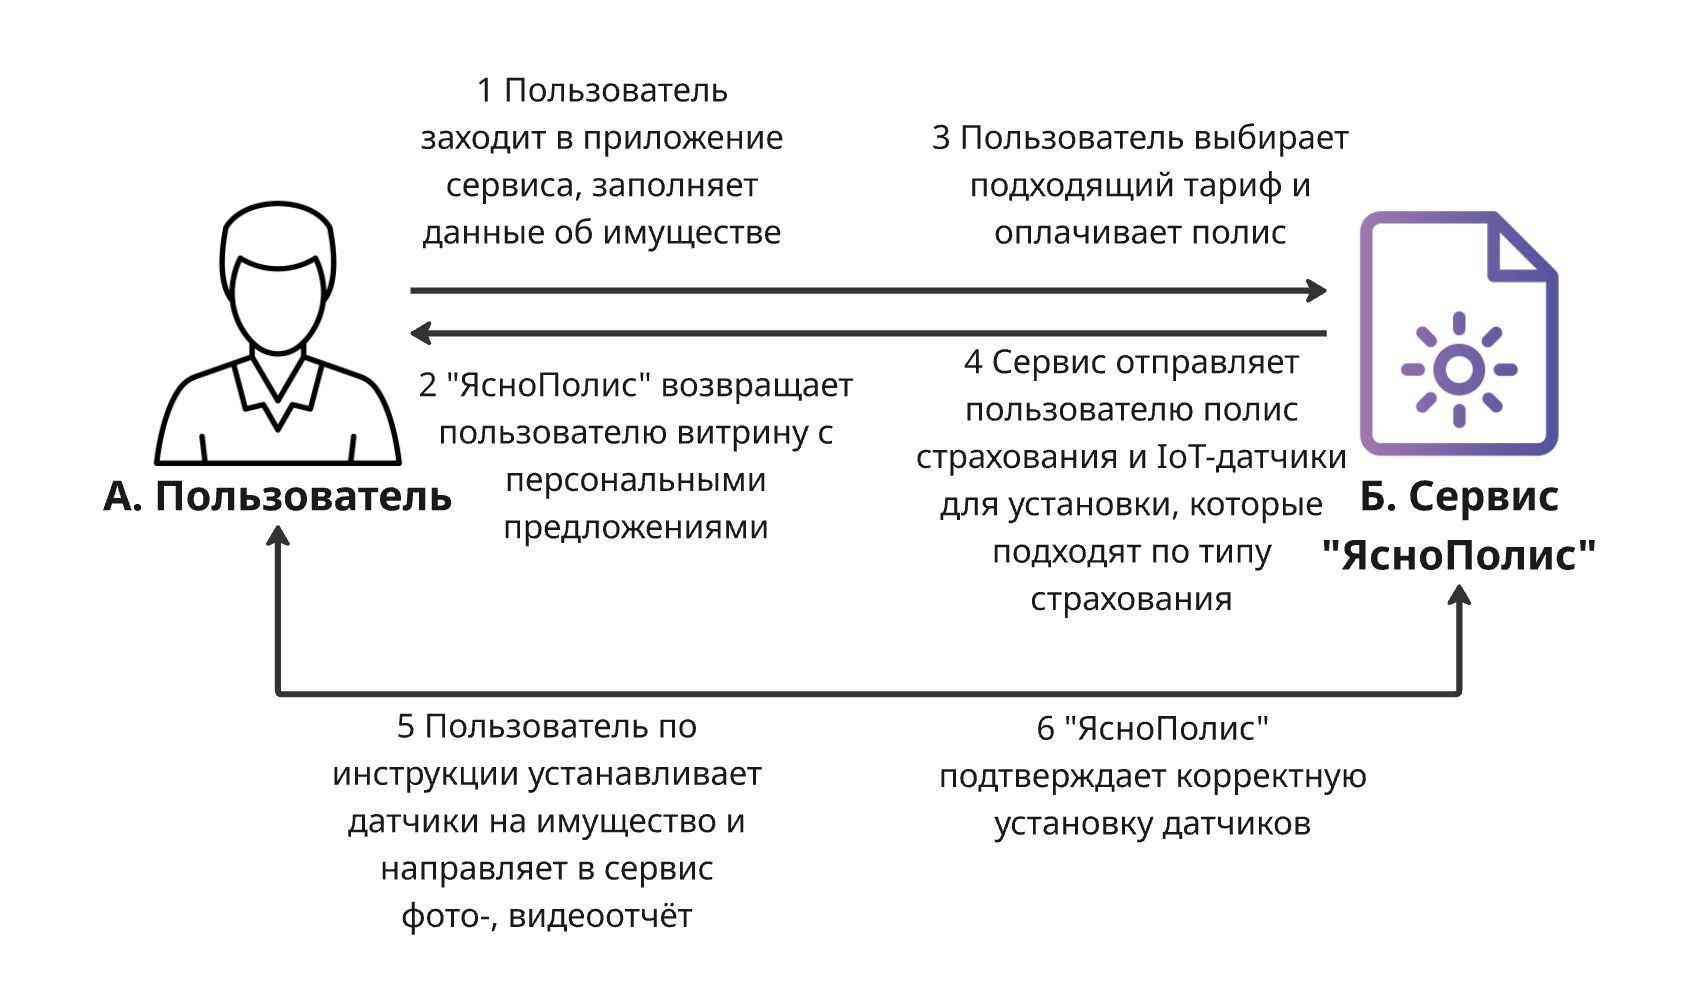 1 Пользователь
заходит в приложение
сервиса, заполняет
данные об имуществе
3 Пользователь выбирает
подходящий тариф и
оплачивает полис
2 "ЯсноПолис" возвращает
пользователю витрину с
персональными
предложениями
4 Сервис отправляет
пользователю полис
страхования и IoT-датчики
для установки, которые
подходят по типу
страхования
А. Пользователь
Б. Сервис
"ЯсноПолис"
5 Пользователь по
инструкции устанавливает
датчики на имущество и
направляет в сервис
фото-, видеоотчёт
6 "ЯсноПолис"
подтверждает корректную
установку датчиков